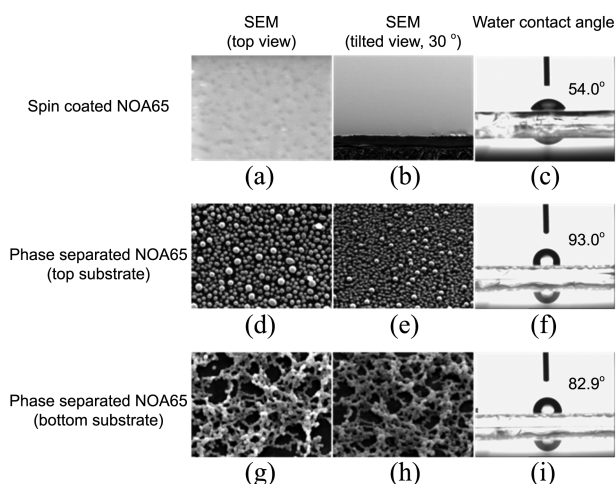 SEM
(top view)
SEM
(tilted view, 30 °)
Water contact angle
Spin coated NOA65
54.0°
(a)
(b)
(c)
Phase separated NOA65
(top substrate)
93.0°
(d)
(e)
(f)
Phase separated NOA65
(bottom substrate)
82.9°
(g)
(h)
(i)